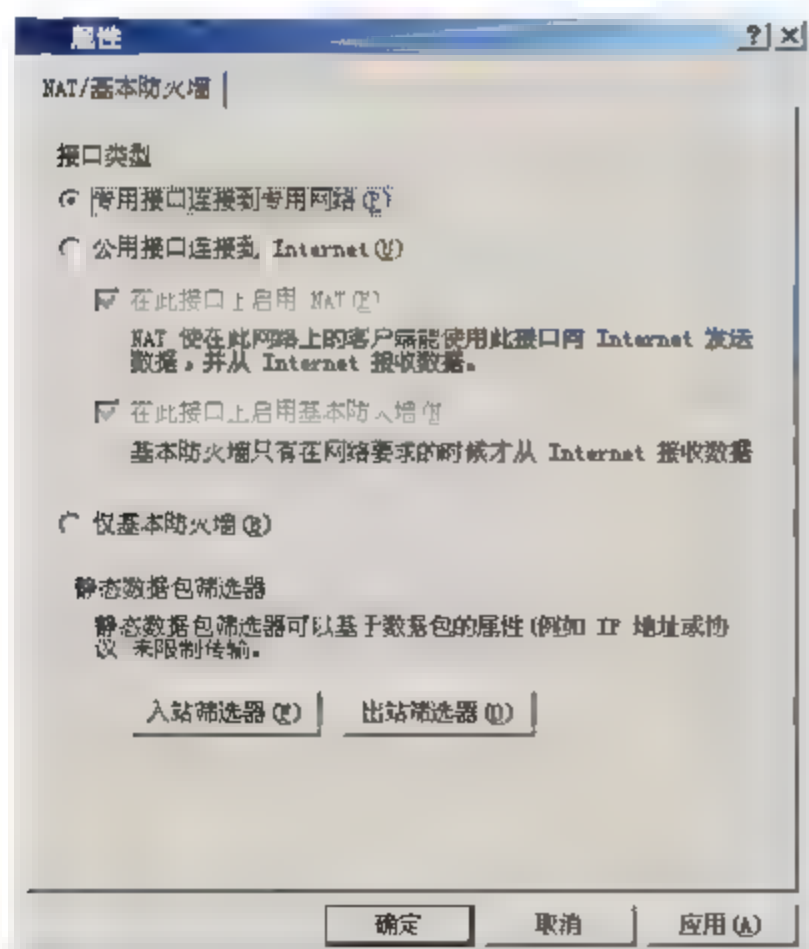 属性
NAT/基本防火墙
接口类型
专用接口连接到专用网络(P)
公用接口连接到 Internet(U)
在此接口上启用 NAT(E)
NAT 使在此网络上的客户端能使用此接口向 Internet 发送
数据，并从 Internet 接收数据。
在此接口上启用基本防火墙(N)
基本防火墙只有在网络要求的时候才从 Internet 接收数据
仅基本防火墙(B)
静态数据包筛选器
静态数据包筛选器可以基于数据包的属性(例如 IP 地址或协
议 来限制传输。
入站筛选器
出站筛选器(O)
确定
取消
应用(A)